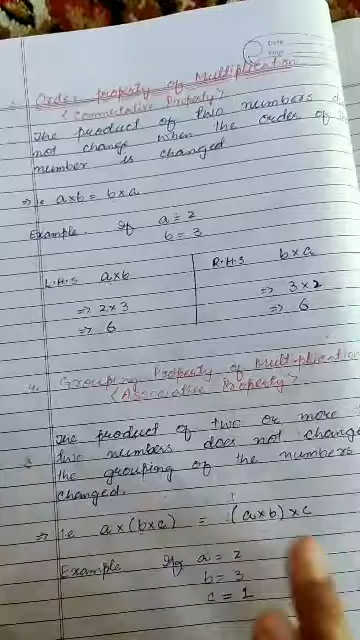 Date
Page
3. Order property of Multiplication
<Commutative Property>
The product of two numbers
not change when the order of the
number is changed
⇒ i.e a×b = b×a
Example. If a = 2
b = 3
L.H.S a×b
R.H.S b×a
⇒ 2×3
⇒ 3×2
⇒ 6
⇒ 6
4. Grouping Property of Multiplication
<Associative Property>
The product of two or more
two numbers does not change
the grouping of the numbers
changed.
⇒ i.e a×(b×c) = (a×b)×c
Example If a = 2
b = 3
c = 1